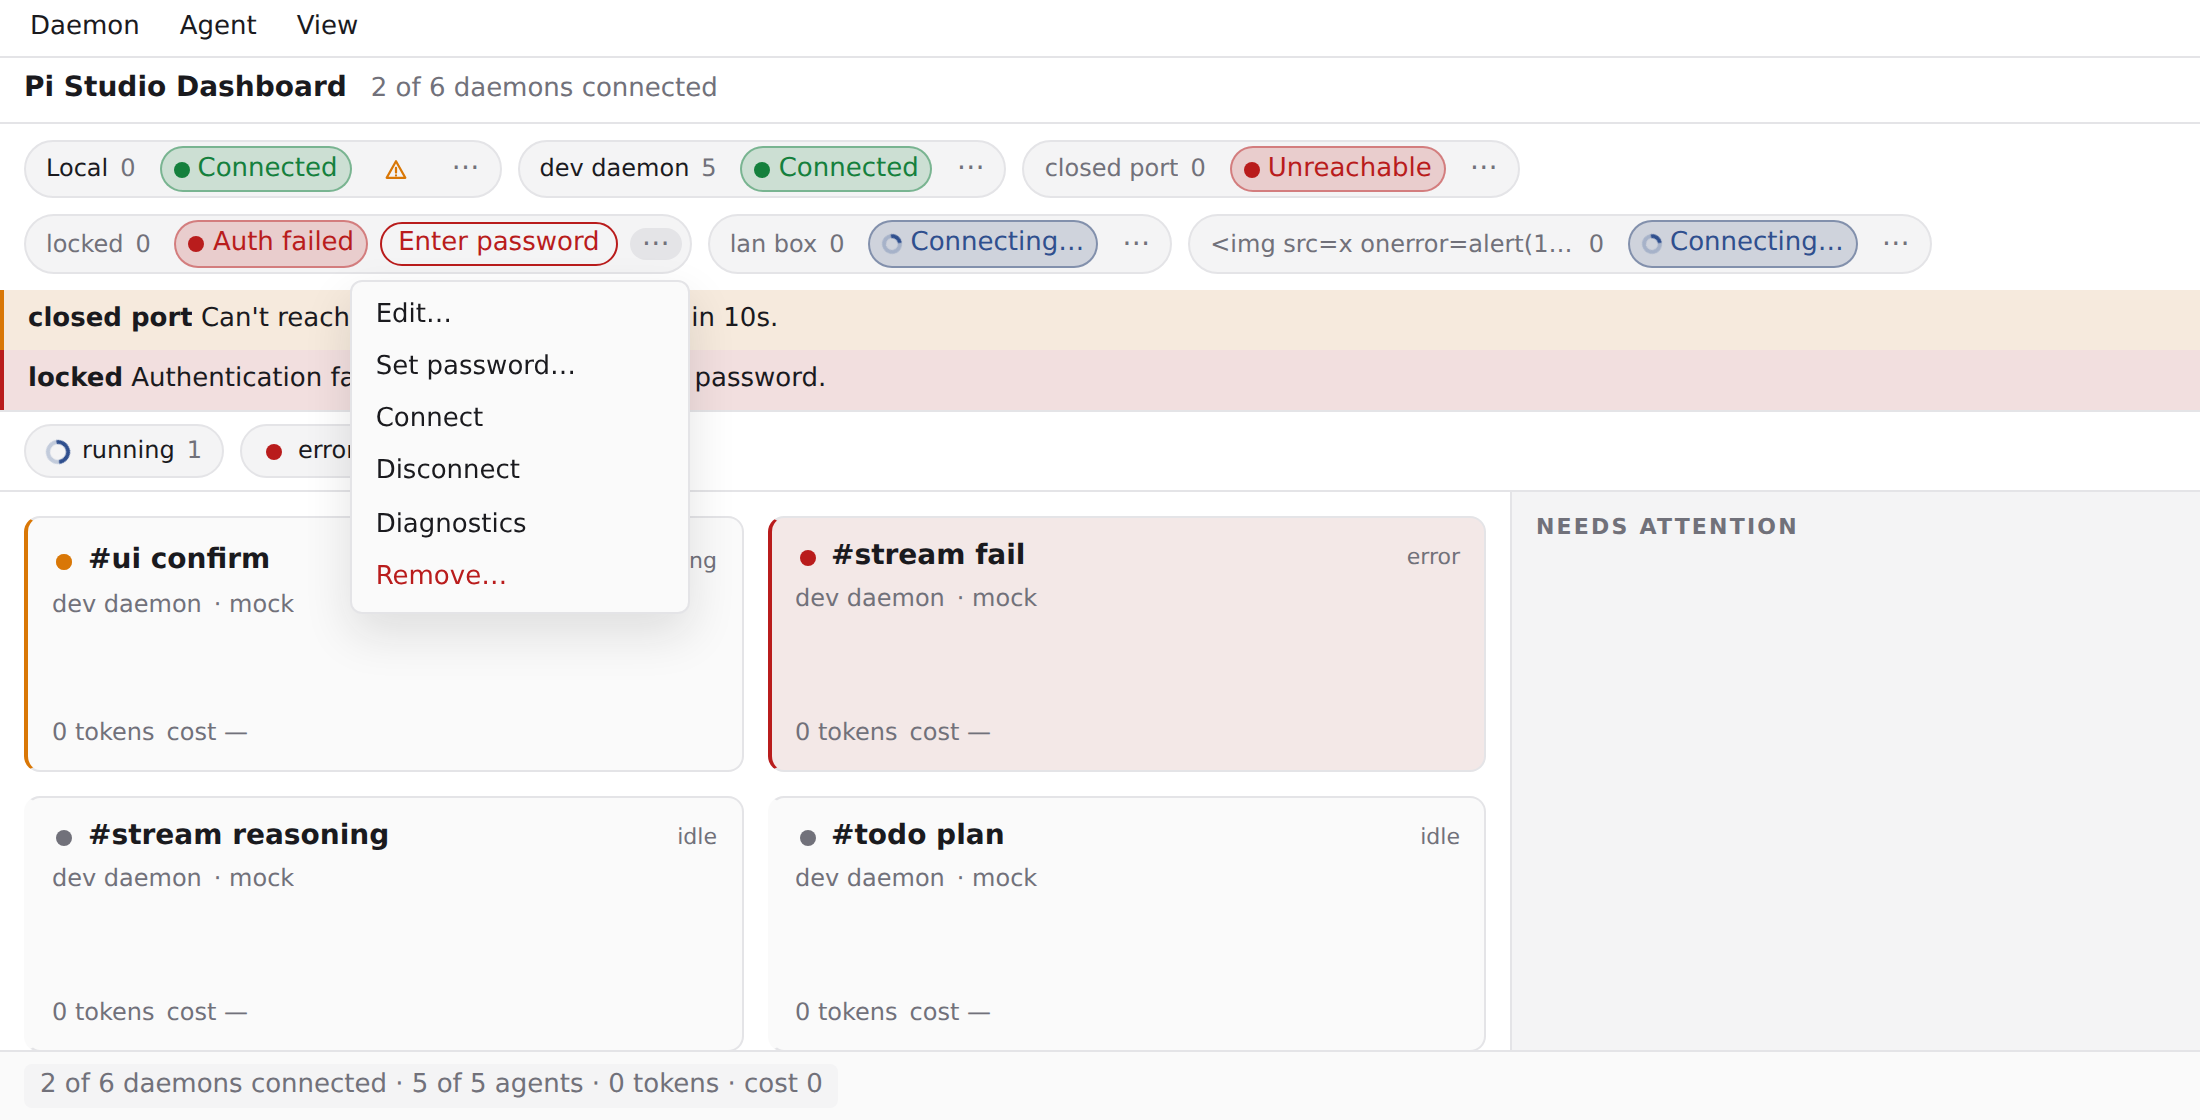 Daemon Agent View
Pi Studio Dashboard 2 of 6 daemons connected
Local 0 Connected ⋯ dev daemon 5 Connected ⋯ closed port 0 Unreachable ⋯
locked 0 Auth failed Enter password ⋯ lan box 0 Connecting… ⋯ <img src=x onerror=alert(1… 0 Connecting… ⋯
closed port Can't reach in 10s.
locked Authentication password.
running 1
Edit…
Set password…
Connect
Disconnect
Diagnostics
Remove…
NEEDS ATTENTION
#ui confirm
dev daemon · mock
0 tokens cost —
#stream fail error
dev daemon · mock
0 tokens cost —
#stream reasoning idle
dev daemon · mock
0 tokens cost —
#todo plan idle
dev daemon · mock
0 tokens cost —
2 of 6 daemons connected · 5 of 5 agents · 0 tokens · cost 0